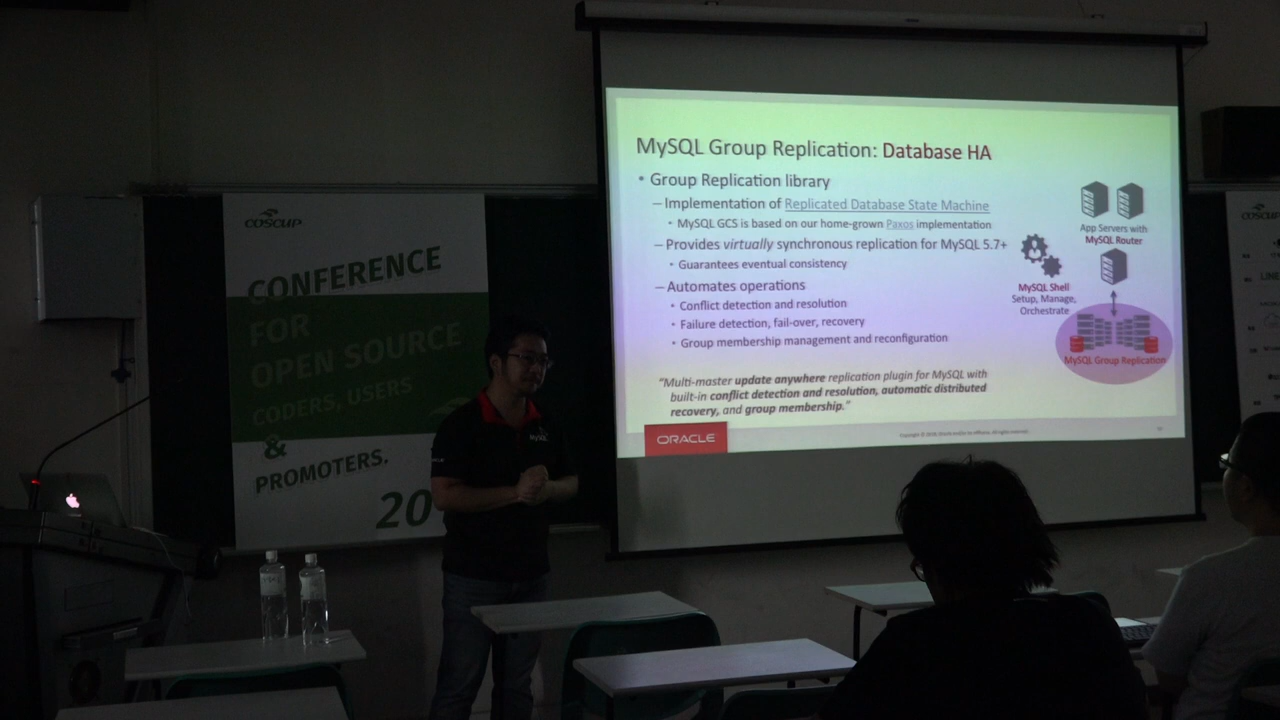 COSCUP
CONFERENCE
FOR
OPEN SOURCE
CODERS, USERS
&
PROMOTERS.
20
MySQL
MySQL Group Replication: Database HA
• Group Replication library
– Implementation of Replicated Database State Machine
• MySQL GCS is based on our home-grown Paxos implementation
– Provides virtually synchronous replication for MySQL 5.7+
• Guarantees eventual consistency
– Automates operations
• Conflict detection and resolution
• Failure detection, fail-over, recovery
• Group membership management and reconfiguration
"Multi-master update anywhere replication plugin for MySQL with
built-in conflict detection and resolution, automatic distributed
recovery, and group membership."
App Servers with
MySQL Router
MySQL Shell
Setup, Manage,
Orchestrate
MySQL Group Replication
ORACLE
COSCUP